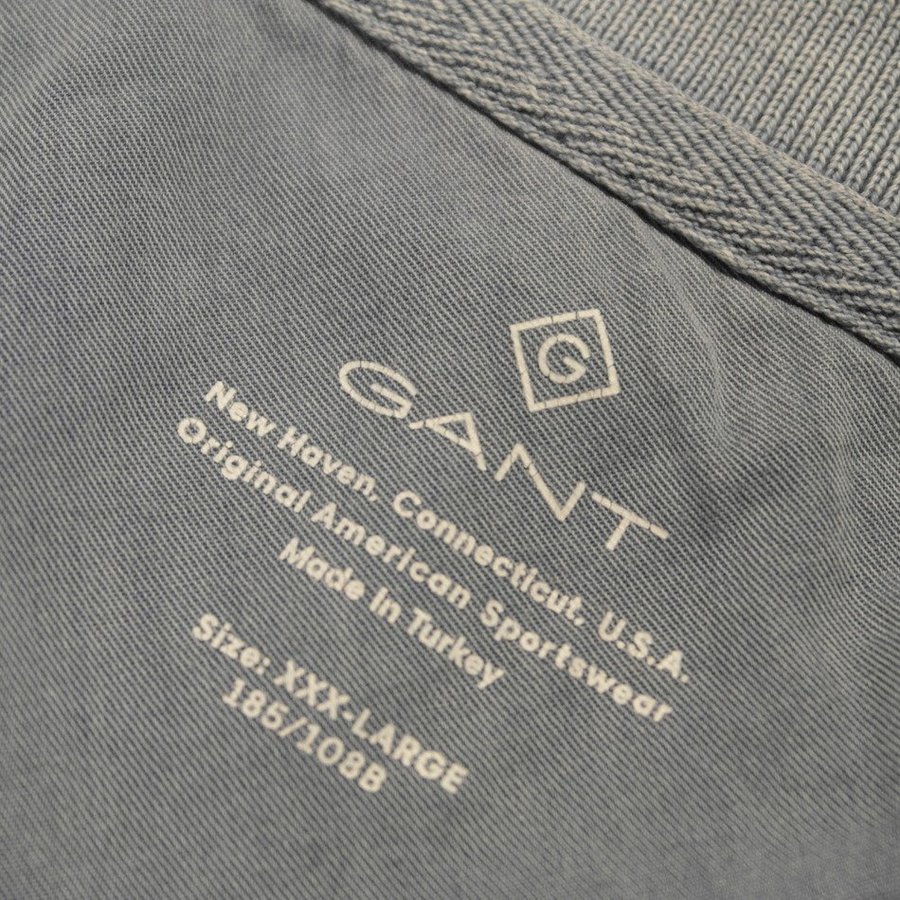 G
GANT
New Haven, Connecticut, U.S.A.
Original American Sportswear
Made In Turkey
Size: XXX-LARGE
185/108B